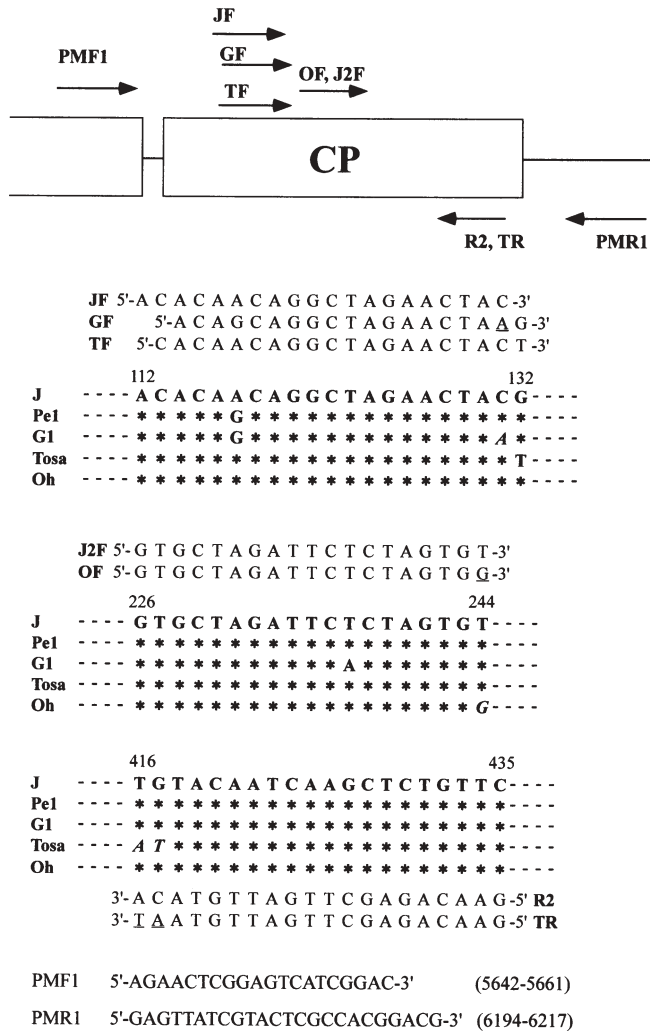 JF
GF
TF
PMF1
OF, J2F
CP
R2, TR
PMR1
JF 5'-A C A C A A C A G G C T A G A A C T A C-3'
GF 5'-A C A G C A G G C T A G A A C T A A G-3'
TF 5'-C A C A A C A G G C T A G A A C T A C T-3'
112 132
J - - - - A C A C A A C A G G C T A G A A C T A C G - - - -
Pe1 - - - - * * * * * G * * * * * * * * * * * * * * * - - - -
G1 - - - - * * * * * G * * * * * * * * * * * * * A * - - - -
Tosa - - - - * * * * * * * * * * * * * * * * * * * * T - - - -
Oh - - - - * * * * * * * * * * * * * * * * * * * * * - - - -
J2F 5'-G T G C T A G A T T C T C T A G T G T-3'
OF 5'-G T G C T A G A T T C T C T A G T G G-3'
226 244
J - - - - G T G C T A G A T T C T C T A G T G T - - - -
Pe1 - - - - * * * * * * * * * * * * * * * * * * * - - - -
G1 - - - - * * * * * * * * * * * A * * * * * * * - - - -
Tosa - - - - * * * * * * * * * * * * * * * * * * * - - - -
Oh - - - - * * * * * * * * * * * * * * * * * * G - - - -
416 435
J - - - - T G T A C A A T C A A G C T C T G T T C - - - -
Pe1 - - - - * * * * * * * * * * * * * * * * * * * * - - - -
G1 - - - - * * * * * * * * * * * * * * * * * * * * - - - -
Tosa - - - - A T * * * * * * * * * * * * * * * * * * - - - -
Oh - - - - * * * * * * * * * * * * * * * * * * * * - - - -
3'- A C A T G T T A G T T C G A G A C A A G-5' R2
3'- T A A T G T T A G T T C G A G A C A A G-5' TR
PMF1 5'-AGAACTCGGAGTCATCGGAC-3' (5642-5661)
PMR1 5'-GAGTTATCGTACTCGCCACGGACG-3' (6194-6217)